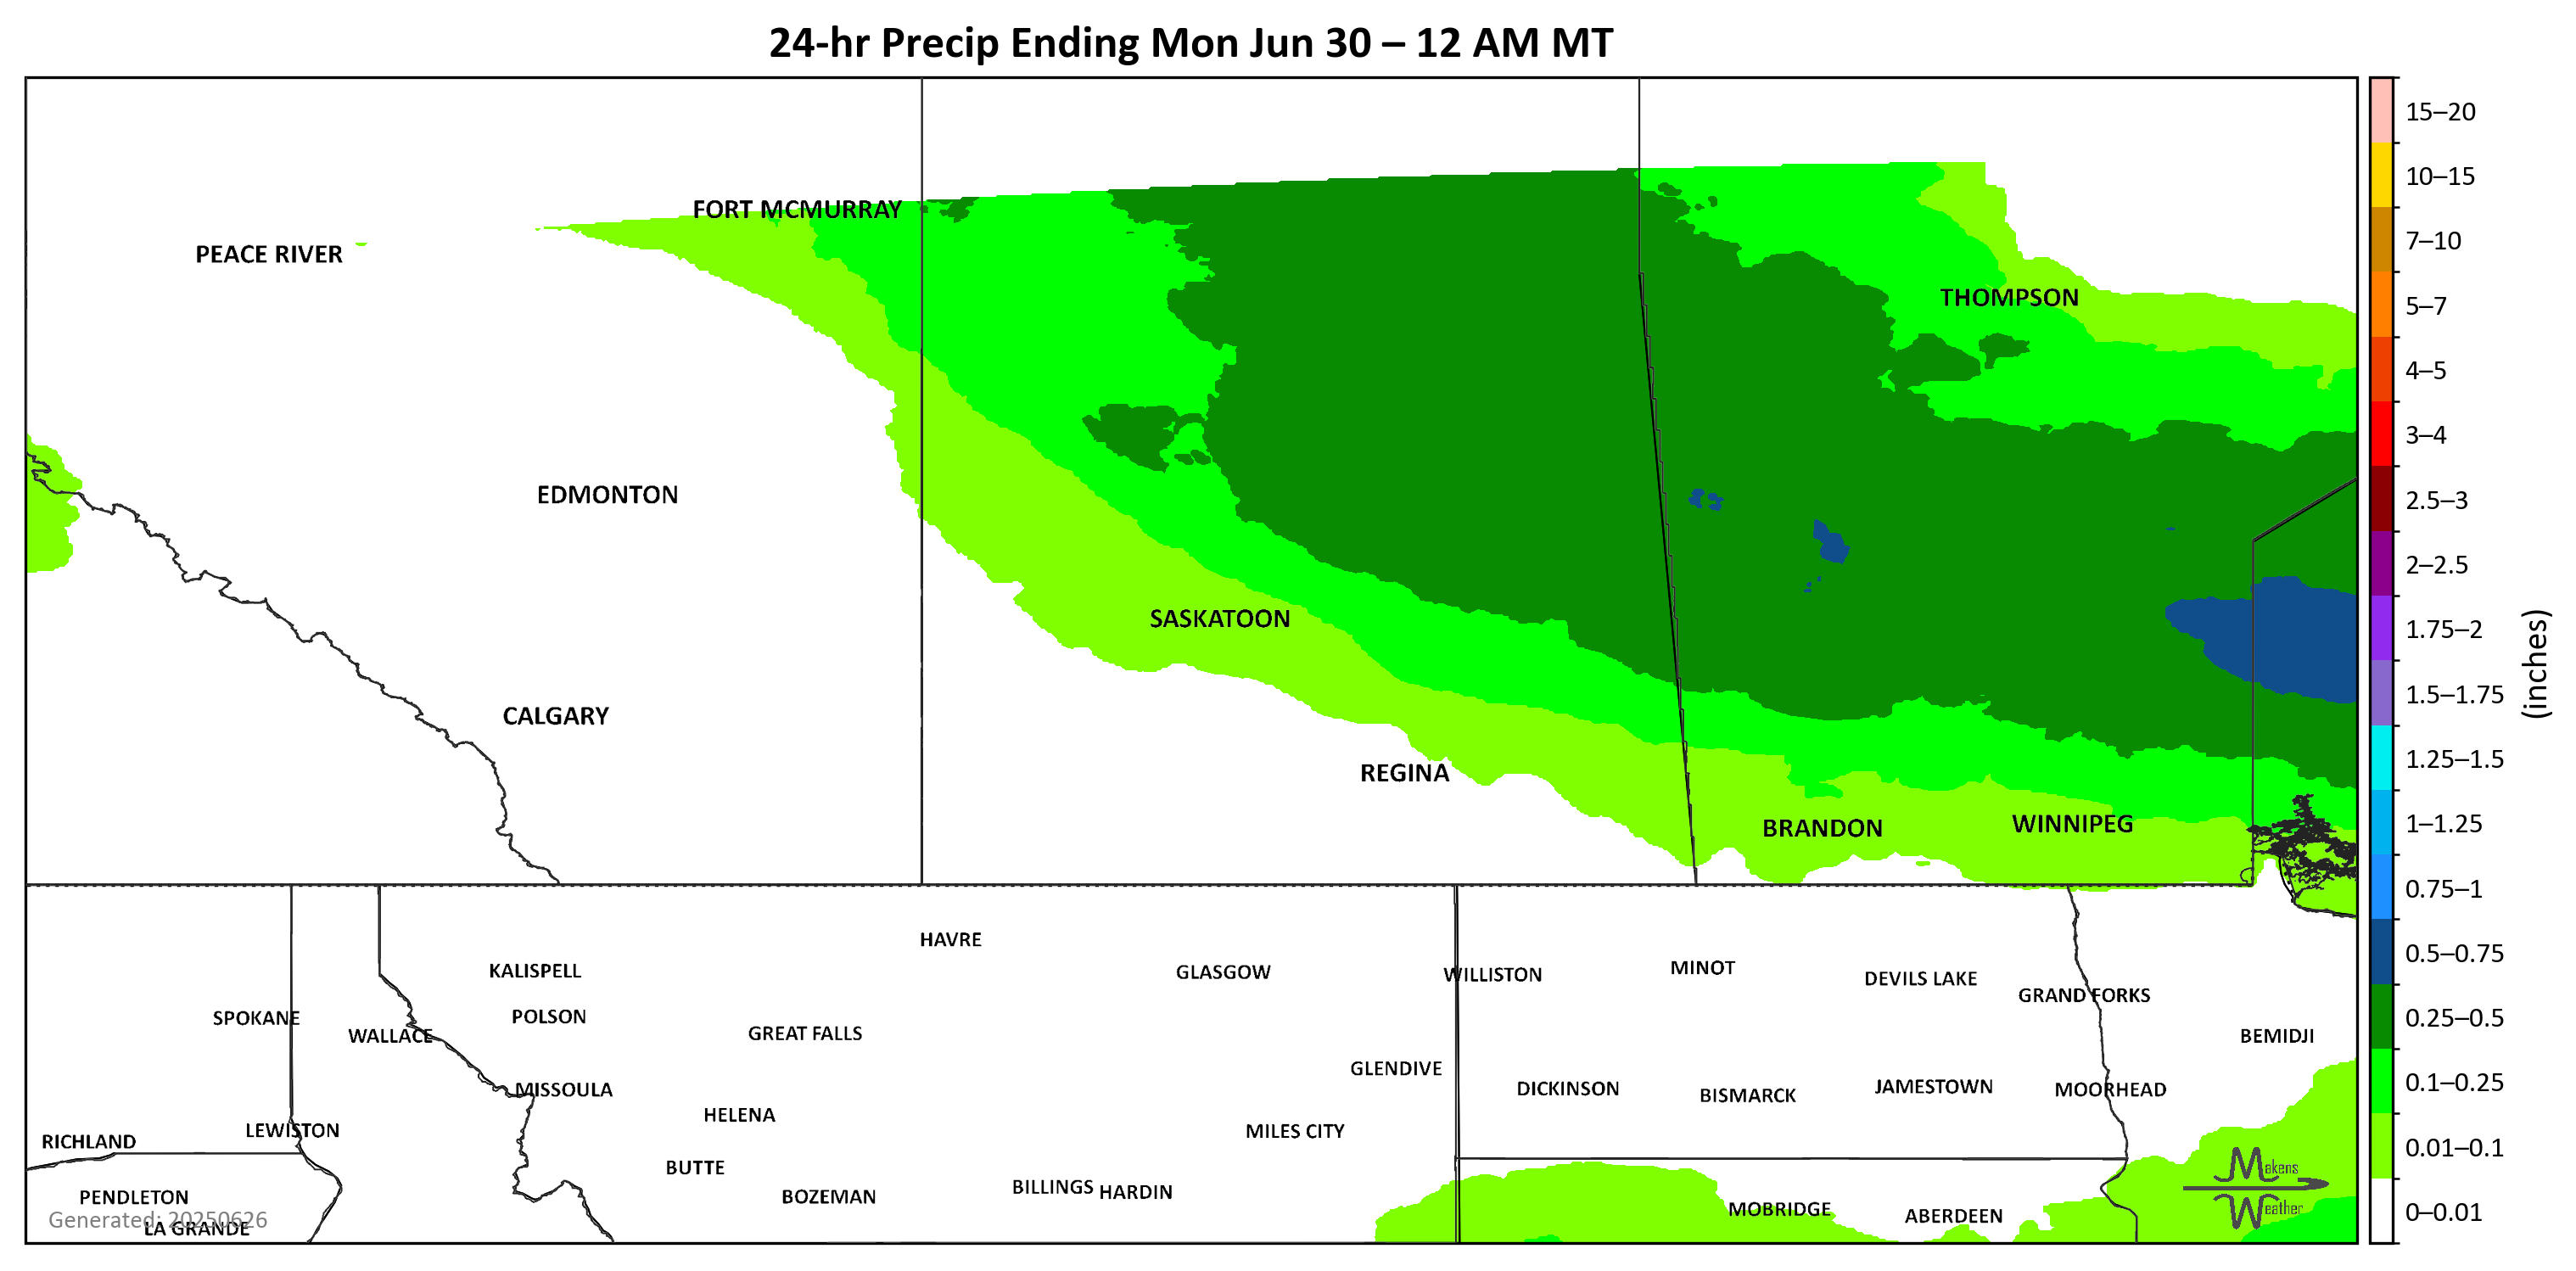 24-hr Precip Ending Mon Jun 30 – 12 AM MT
15–20
10–15
7–10
5–7
4–5
3–4
2.5–3
2–2.5
1.75–2
1.5–1.75
1.25–1.5
1–1.25
0.75–1
0.5–0.75
0.25–0.5
0.1–0.25
0.01–0.1
0–0.01
(inches)
FORT MCMURRAY
PEACE RIVER
THOMPSON
EDMONTON
SASKATOON
CALGARY
REGINA
BRANDON
WINNIPEG
HAVRE
KALISPELL
GLASGOW
WILLISTON
MINOT
DEVILS LAKE
GRAND FORKS
SPOKANE
POLSON
WALLACE
GREAT FALLS
BEMIDJI
GLENDIVE
MISSOULA
DICKINSON
BISMARCK
JAMESTOWN
MOORHEAD
HELENA
LEWISTON
RICHLAND
MILES CITY
BUTTE
PENDLETON
BOZEMAN
BILLINGS
HARDIN
MOBRIDGE
ABERDEEN
Generated: 20250626
LA GRANDE
Makens
Weather